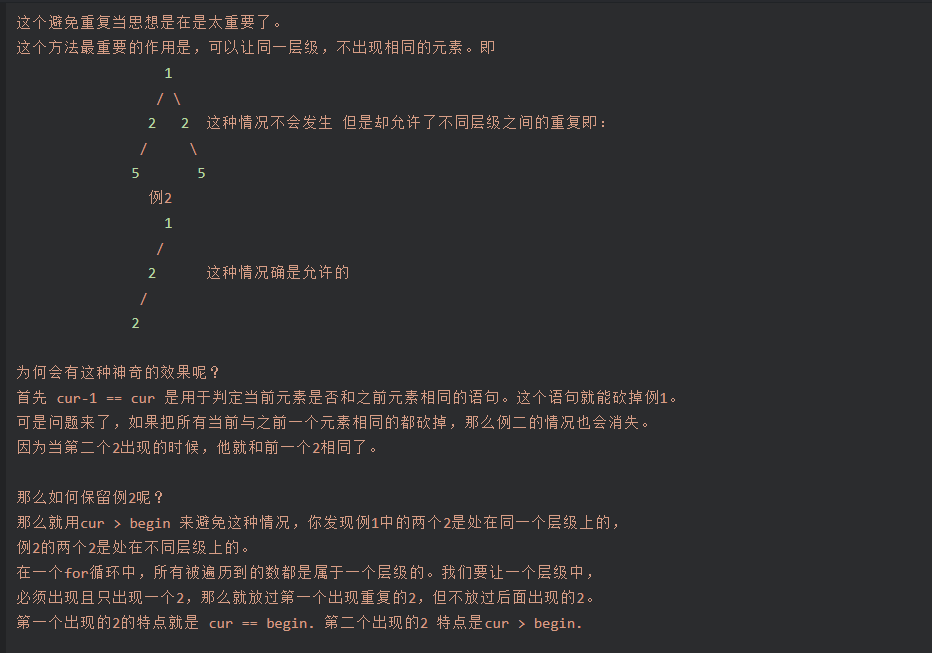 这个避免重复当思想是在是太重要了。
这个方法最重要的作用是，可以让同一层级，不出现相同的元素。即
1
/ \
2 2 这种情况不会发生 但是却允许了不同层级之间的重复即：
/ \
5 5
例2
1
/
2 这种情况确是允许的
/
2
为何会有这种神奇的效果呢？
首先 cur-1 == cur 是用于判定当前元素是否和之前元素相同的语句。这个语句就能砍掉例1。
可是问题来了，如果把所有当前与之前一个元素相同的都砍掉，那么例二的情况也会消失。
因为当第二个2出现的时候，他就和前一个2相同了。
那么如何保留例2呢？
那么就用cur > begin 来避免这种情况，你发现例1中的两个2是处在同一个层级上的，
例2的两个2是处在不同层级上的。
在一个for循环中，所有被遍历到的数都是属于一个层级的。我们要让一个层级中，
必须出现且只出现一个2，那么就放过第一个出现重复的2，但不放过后面出现的2。
第一个出现的2的特点就是 cur == begin. 第二个出现的2 特点是cur > begin.